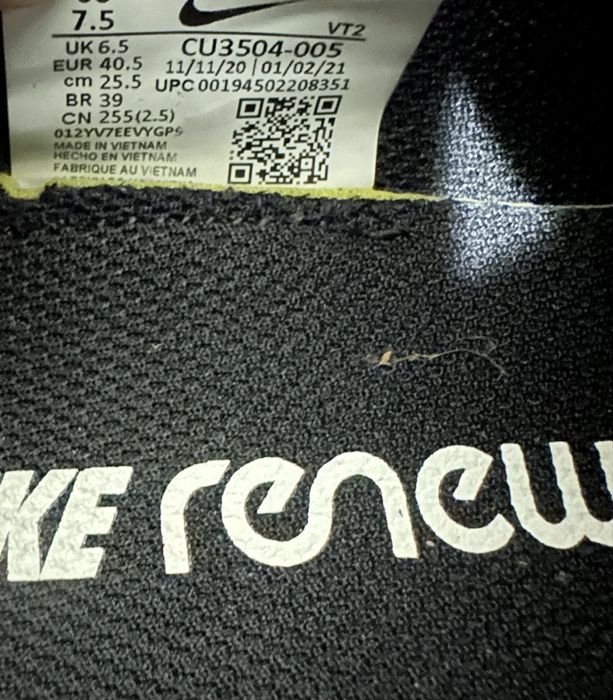 7.5
VT2
UK 6.5 CU3504-005
EUR 40.5 11/11/20 | 01/02/21
cm 25.5 UPC 00194502208351
BR 39
CN 255(2.5)
012YV7EEVYGPS
MADE IN VIETNAM
HECHO EN VIETNAM
FABRIQUE AU VIETNAM
KE renew